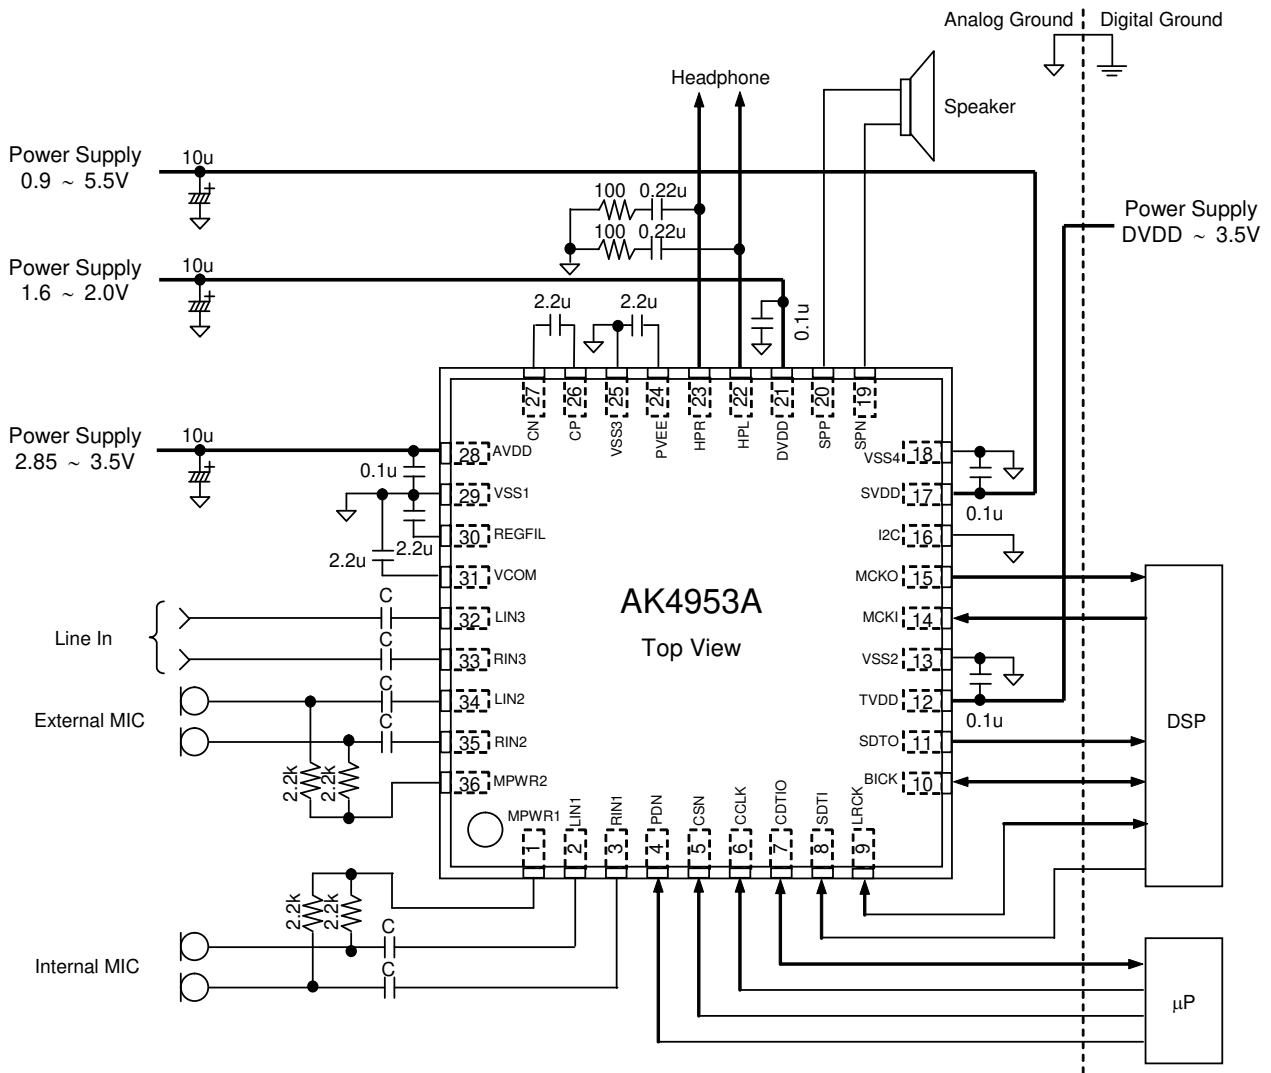 Analog Ground
Digital Ground
Headphone
Speaker
Power Supply
0.9 ~ 5.5V
10u
100
0.22u
100
0.22u
Power Supply
DVDD ~ 3.5V
Power Supply
1.6 ~ 2.0V
10u
2.2u
2.2u
0.1u
27
26
25
24
23
22
21
20
19
CN
CP
VSS3
PVEE
HPR
HPL
DVDD
SPP
SPN
Power Supply
2.85 ~ 3.5V
10u
0.1u
2.2u
2.2u
28
AVDD
29
VSS1
30
REGFIL
31
VCOM
32
LIN3
33
RIN3
34
LIN2
35
RIN2
36
MPWR2
VSS4
18
SVDD
17
0.1u
I2C
16
MCKO
15
MCKI
14
VSS2
13
TVDD
12
0.1u
SDTO
11
BICK
10
AK4953A
Top View
DSP
Line In
C
C
External MIC
C
C
2.2k
2.2k
MPWR1
LIN1
RIN1
PDN
CSN
CCLK
CDTIO
SDTI
LRCK
1
2
3
4
5
6
7
8
9
2.2k
2.2k
Internal MIC
C
C
µP